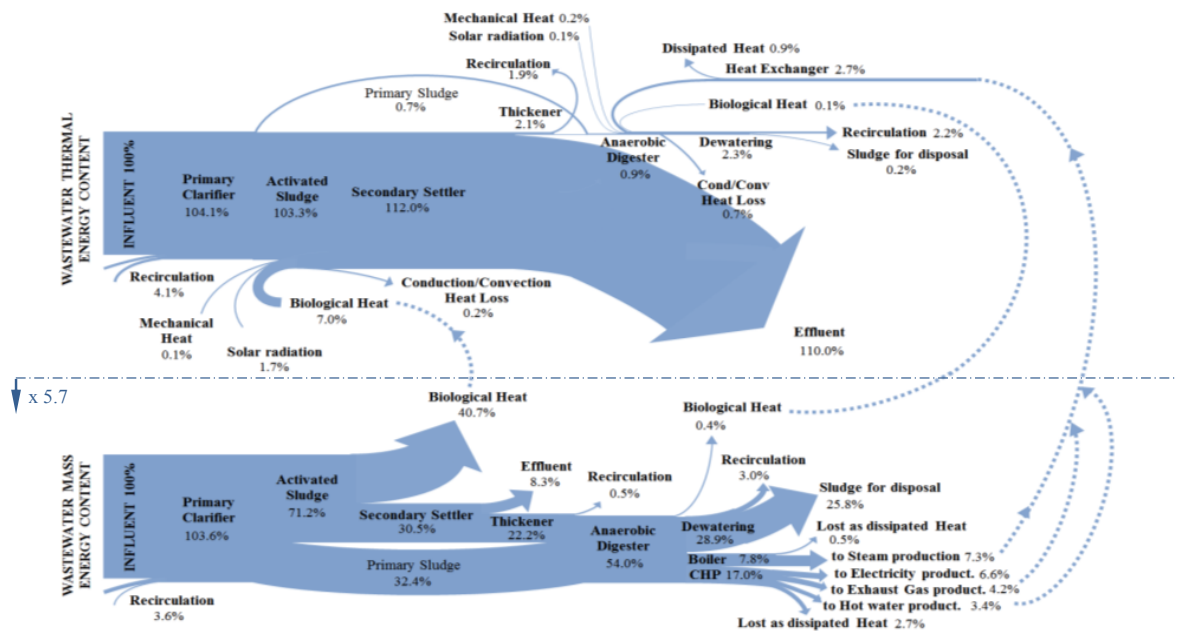 Mechanical Heat 0.2%
Solar radiation 0.1%
Recirculation
1.9%
Dissipated Heat 0.9%
Heat Exchanger 2.7%
Primary Sludge
0.7%
Thickener
2.1%
Biological Heat 0.1%
WASTEWATER THERMAL
ENERGY CONTENT
INFLUENT 100%
Primary
Clarifier
104.1%
Activated
Sludge
103.3%
Secondary Settler
112.0%
Anaerobic
Digester
0.9%
Dewatering
2.3%
Recirculation 2.2%
Sludge for disposal
0.2%
Cond/Conv
Heat Loss
0.7%
Recirculation
4.1%
Mechanical
Heat
0.1%
Solar radiation
1.7%
Biological Heat
7.0%
Conduction/Convection
Heat Loss
0.2%
Effluent
110.0%
x 5.7
WASTEWATER MASS
ENERGY CONTENT
INFLUENT 100%
Primary
Clarifier
103.6%
Activated
Sludge
71.2%
Biological Heat
40.7%
Secondary Settler
30.5%
Effluent
8.3%
Thickener
22.2%
Recirculation
0.5%
Primary Sludge
32.4%
Recirculation
3.6%
Anaerobic
Digester
54.0%
Biological Heat
0.4%
Recirculation
3.0%
Dewatering
28.9%
Sludge for disposal
25.8%
Boiler 7.8%
CHP 17.0%
Lost as dissipated Heat
0.5%
to Steam production 7.3%
to Electricity product. 6.6%
to Exhaust Gas product. 4.2%
to Hot water product. 3.4%
Lost as dissipated Heat 2.7%